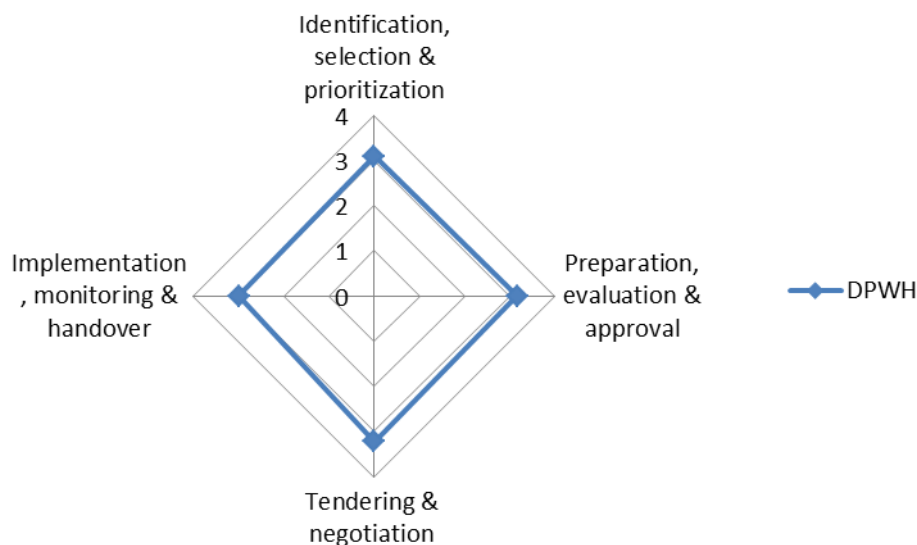 Identification,
selection &
prioritization
4
3
2
1
0
Implementation
, monitoring &
handover
Preparation,
evaluation &
approval
DPWH
Tendering &
negotiation